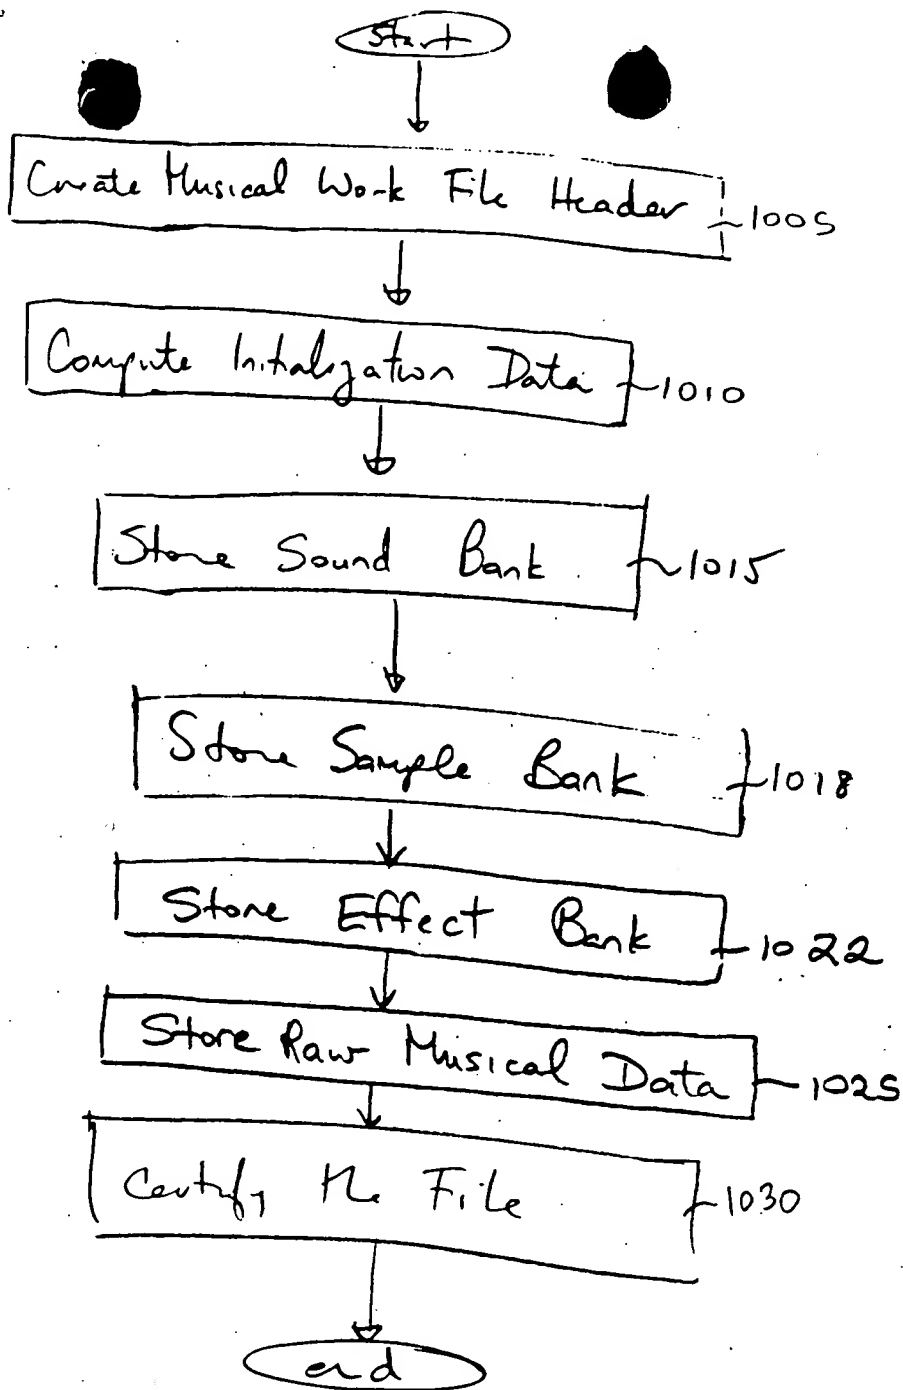 Start
Create Musical Work File Header 1005
Compute Initialization Data 1010
Store Sound Bank 1015
Store Sample Bank 1018
Store Effect Bank 1022
Store Raw Musical Data 1025
Certify the File 1030
end